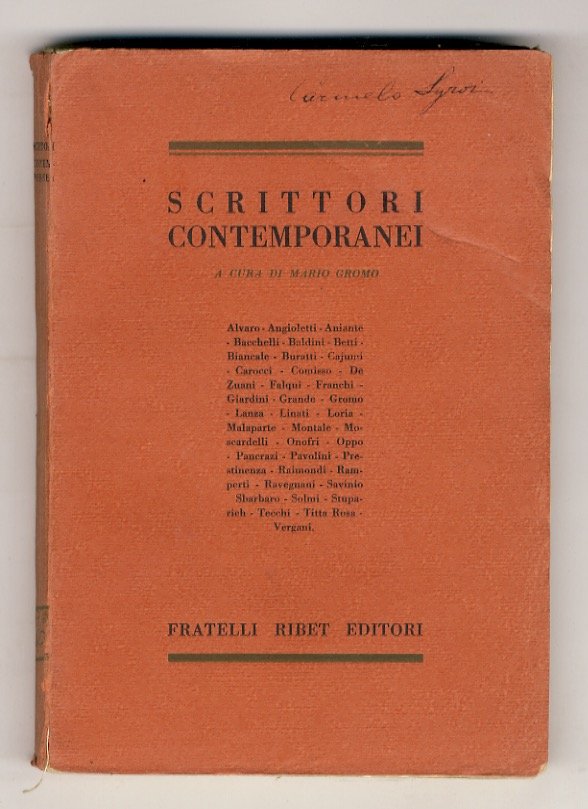 Carmelo
SCRITTORI
CONTEMPORANEI
A CURA DI MARIO GROMO
Alvaro - Angioletti - Aniante
- Bacchelli - Baldini - Betti -
Biancale - Buratti - Cajumi
- Carocci - Comisso - De
Zuani - Falqui - Franchi -
Giardini - Grande - Gromo
- Lanza - Linati - Loria -
Malaparte - Montale - Mo-
scardelli - Onofri - Oppo
- Pancrazi - Pavolini - Pre-
stinenza - Raimondi - Ram-
perti - Ravegnani - Savinio
Sbarbaro - Solmi - Stupa-
rich - Tecchi - Titta Rosa -
Vergani.
FRATELLI RIBET EDITORI